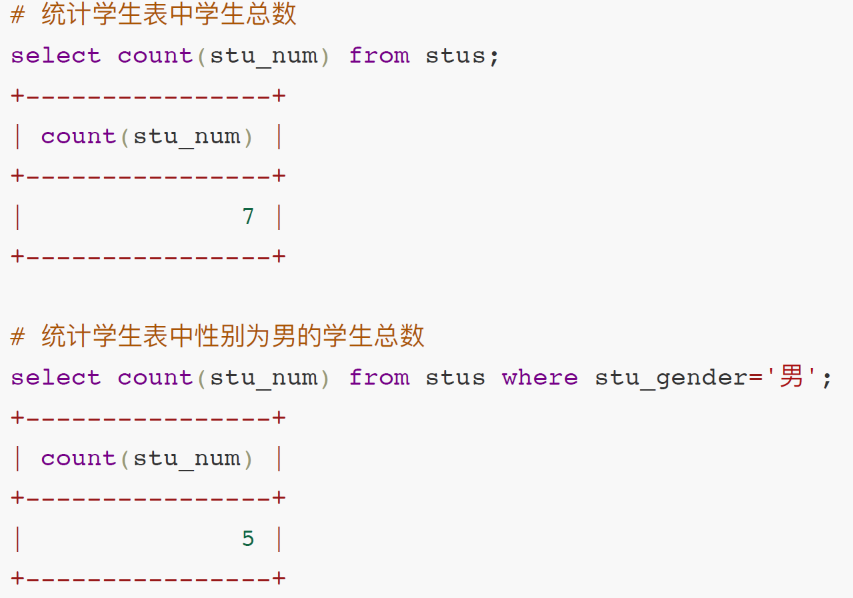 # 统计学生表中学生总数
select count(stu_num) from stus;
+----------------+
| count(stu_num) |
+----------------+
|              7 |
+----------------+
# 统计学生表中性别为男的学生总数
select count(stu_num) from stus where stu_gender='男';
+----------------+
| count(stu_num) |
+----------------+
|              5 |
+----------------+